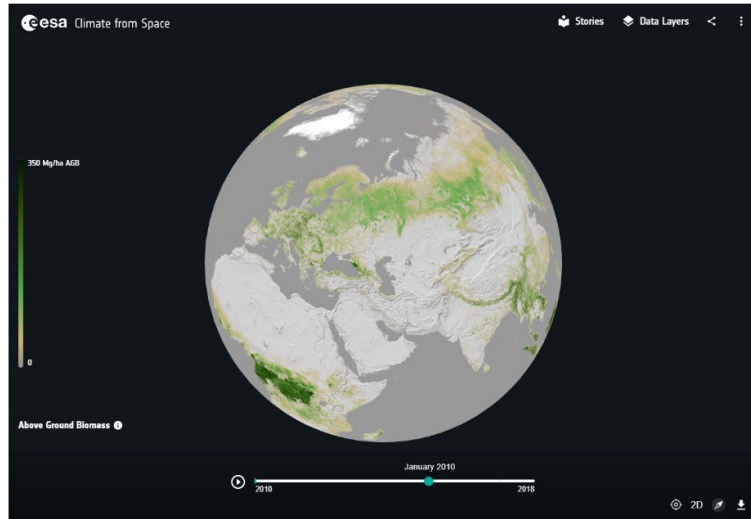 esa Climate from Space
Stories
Data Layers
350 Mg/ha AGB
0
Above Ground Biomass
January 2010
2010
2018
2D